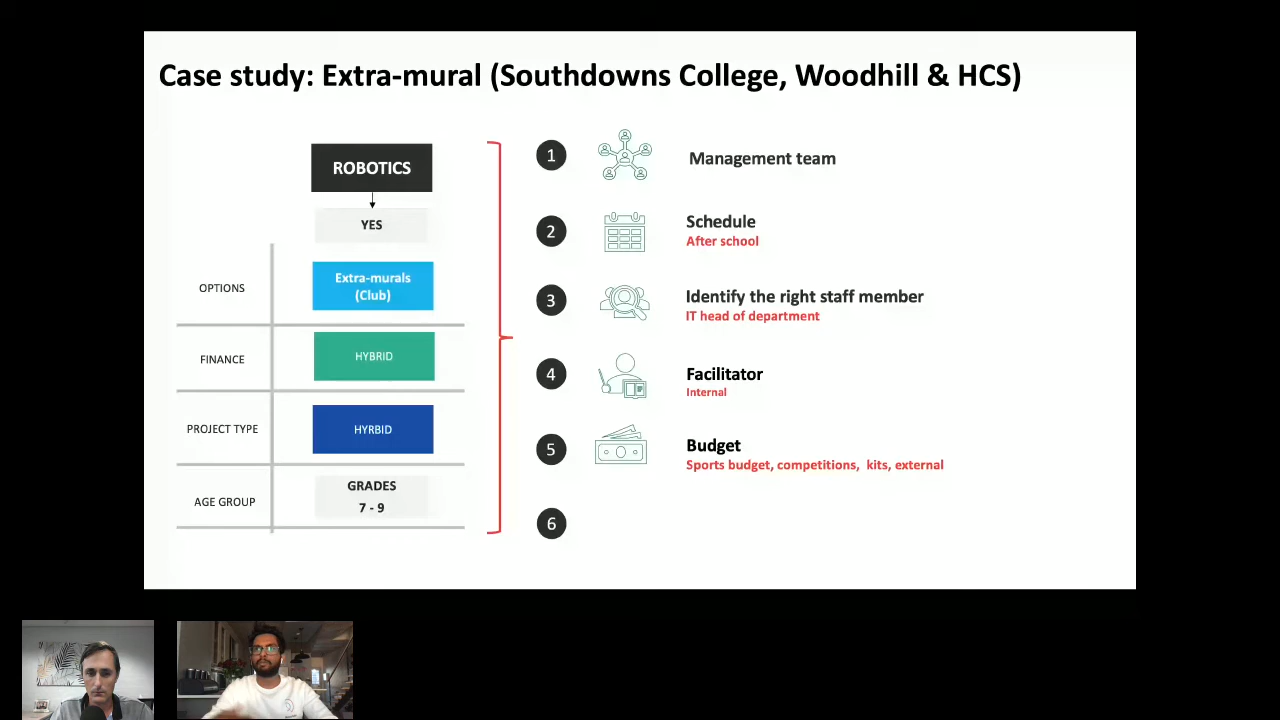 Case study: Extra-mural (Southdowns College, Woodhill & HCS)
ROBOTICS
YES
OPTIONS
Extra-murals
(Club)
FINANCE
HYBRID
PROJECT TYPE
HYRBID
AGE GROUP
GRADES
7 - 9
1
Management team
2
Schedule
After school
3
Identify the right staff member
IT head of department
4
Facilitator
Internal
5
Budget
Sports budget, competitions, kits, external
6